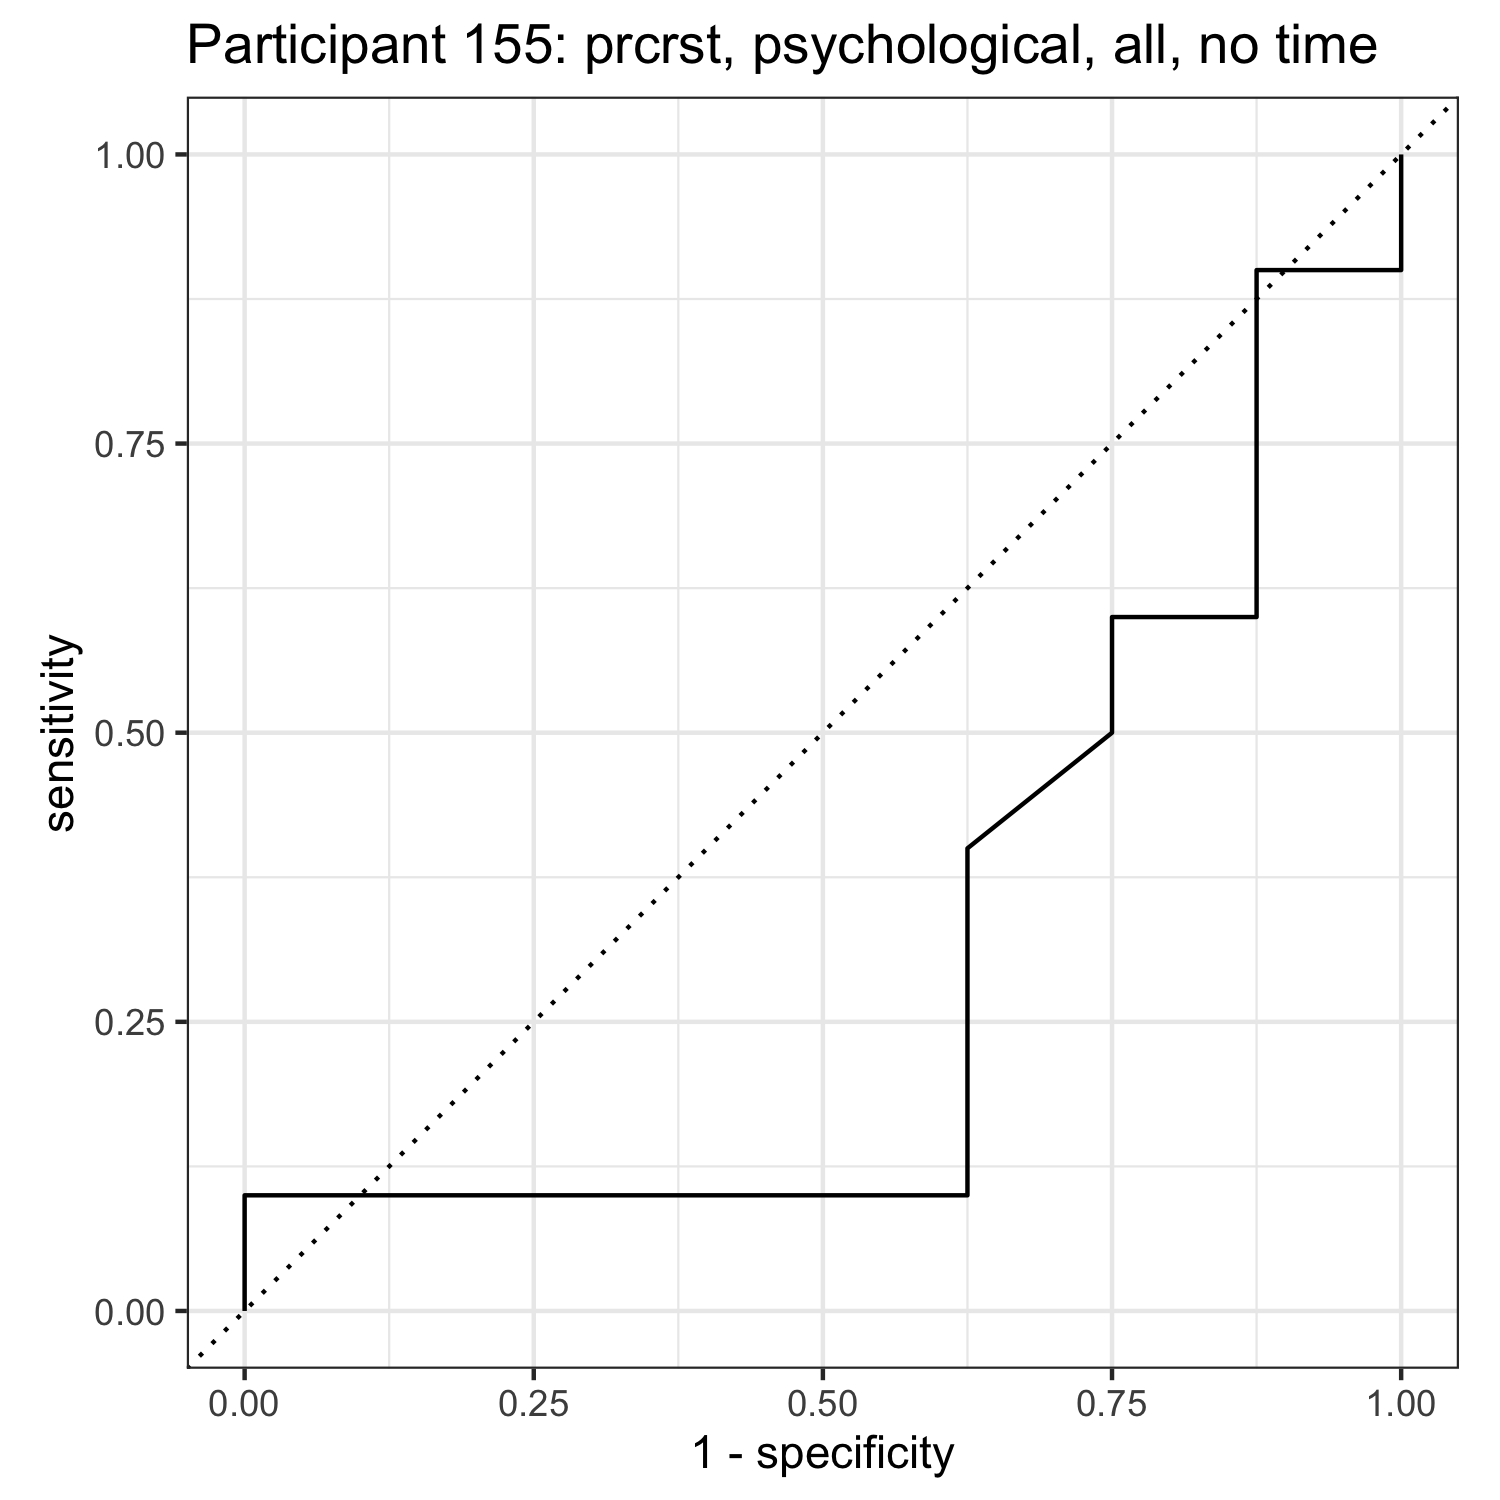 Participant 155: prcrst, psychological, all, no time
1.00
0.75
0.50
0.25
0.00
sensitivity
0.00 0.25 0.50 0.75 1.00
1 - specificity